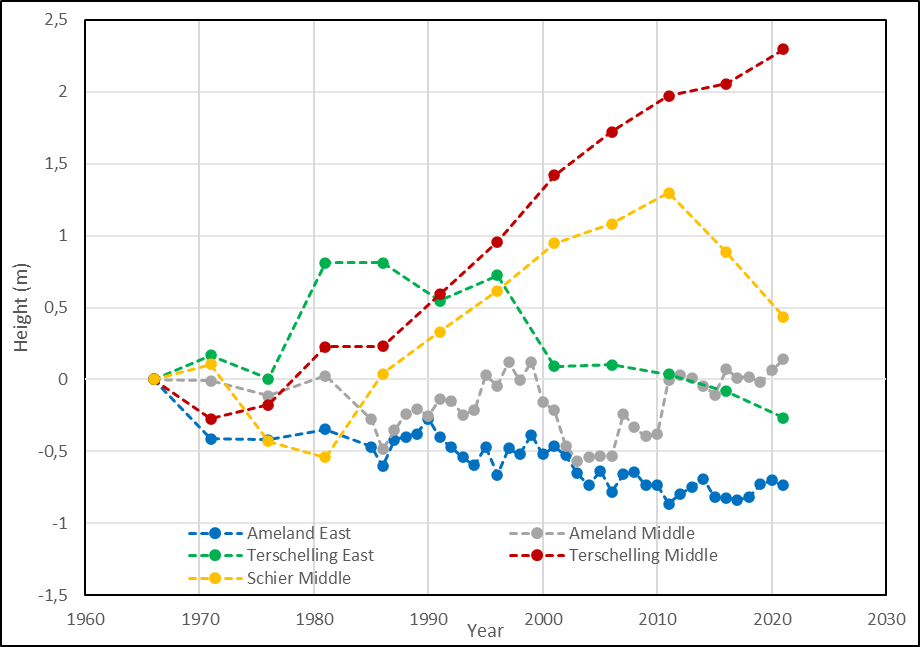 2,5
2
1,5
1
0,5
0
-0,5
-1
-1,5
Height (m)
Ameland East
Ameland Middle
Terschelling East
Terschelling Middle
Schier Middle
1960 1970 1980 1990 2000 2010 2020 2030
Year